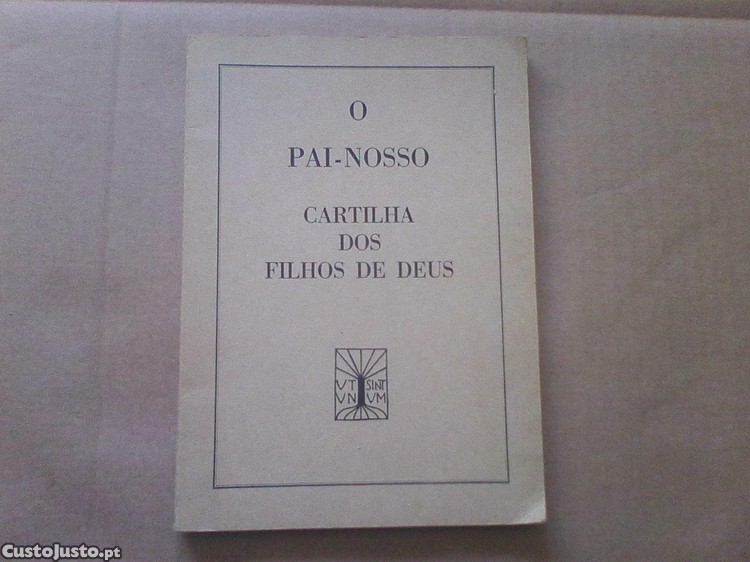 O
PAI-NOSSO
CARTILHA
DOS
FILHOS DE DEUS
VT SINT
VN VM
CustoJusto.pt